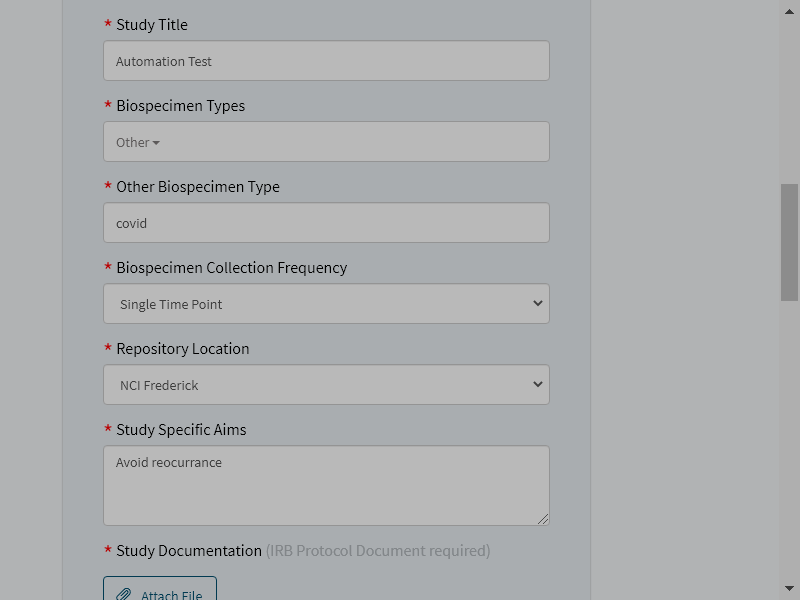 * Study Title
Automation Test
* Biospecimen Types
Other
* Other Biospecimen Type
covid
* Biospecimen Collection Frequency
Single Time Point
* Repository Location
NCI Frederick
* Study Specific Aims
Avoid reocurrance
* Study Documentation (IRB Protocol Document required)
Attach File